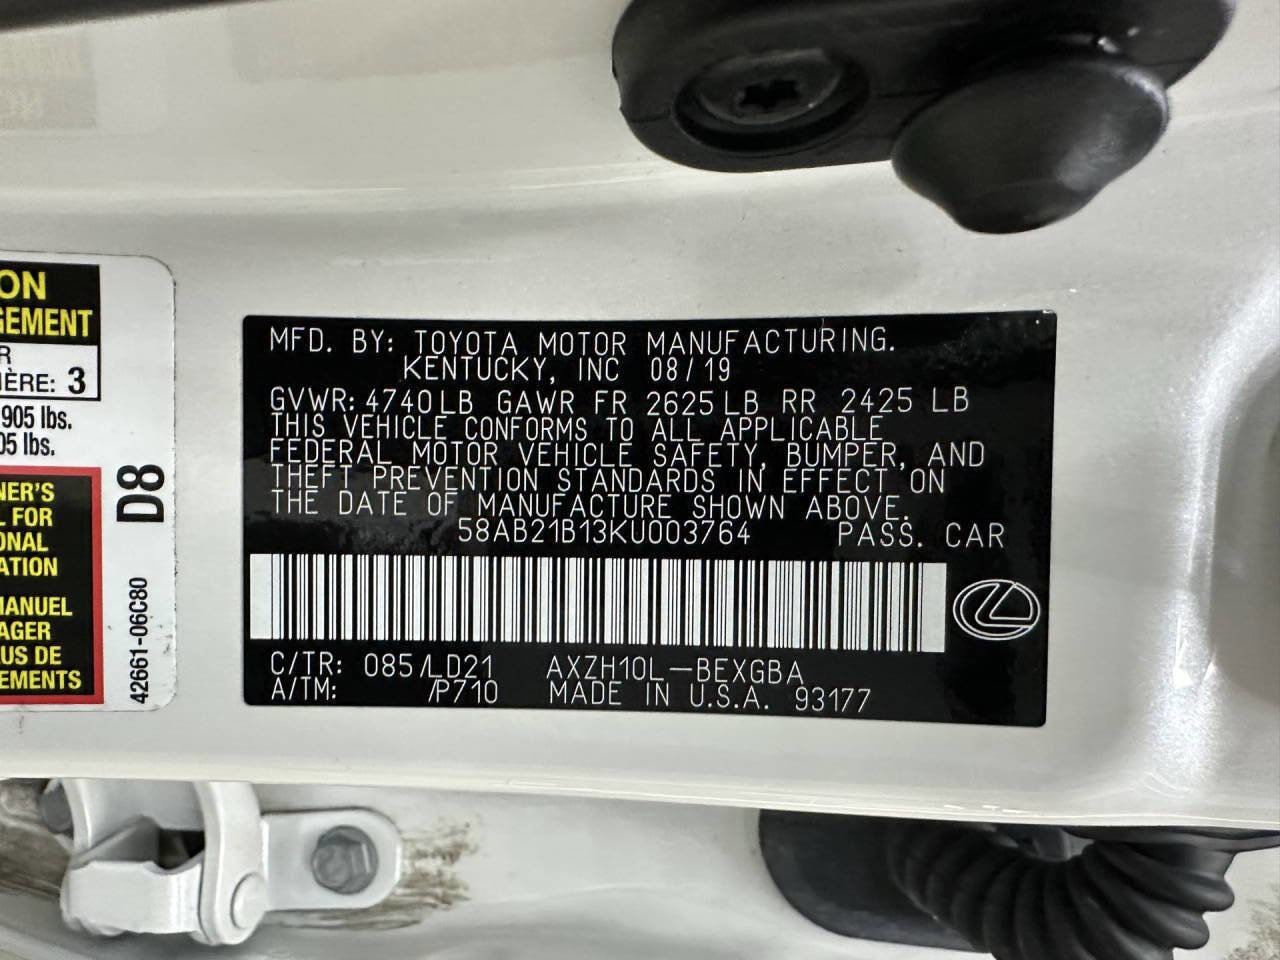 ON
GEMENT
R
IÈRE: 3
905 lbs.
05 lbs.
NER'S
L FOR
ONAL
ATION
MANUEL
AGER
LUS DE
EMENTS
D8
42661-06C80
MFD. BY: TOYOTA MOTOR MANUFACTURING.
KENTUCKY, INC 08/19
GVWR: 4740LB GAWR FR 2625LB RR 2425 LB
THIS VEHICLE CONFORMS TO ALL APPLICABLE
FEDERAL MOTOR VEHICLE SAFETY, BUMPER, AND
THEFT PREVENTION STANDARDS IN EFFECT ON
THE DATE OF MANUFACTURE SHOWN ABOVE.
58AB21B13KU003764 PASS. CAR
C/TR: 085/LD21 AXZH10L-BEXGBA
A/TM: /P710 MADE IN U.S.A. 93177